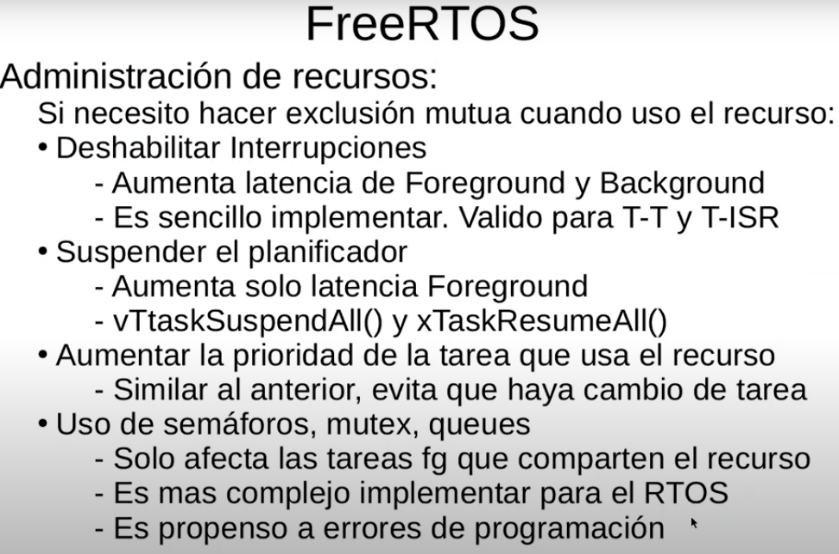 FreeRTOS
Administración de recursos:
Si necesito hacer exclusión mutua cuando uso el recurso:
• Deshabilitar Interrupciones
- Aumenta latencia de Foreground y Background
- Es sencillo implementar. Valido para T-T y T-ISR
• Suspender el planificador
- Aumenta solo latencia Foreground
- vTtaskSuspendAll() y xTaskResumeAll()
• Aumentar la prioridad de la tarea que usa el recurso
- Similar al anterior, evita que haya cambio de tarea
• Uso de semáforos, mutex, queues
- Solo afecta las tareas fg que comparten el recurso
- Es mas complejo implementar para el RTOS
- Es propenso a errores de programación